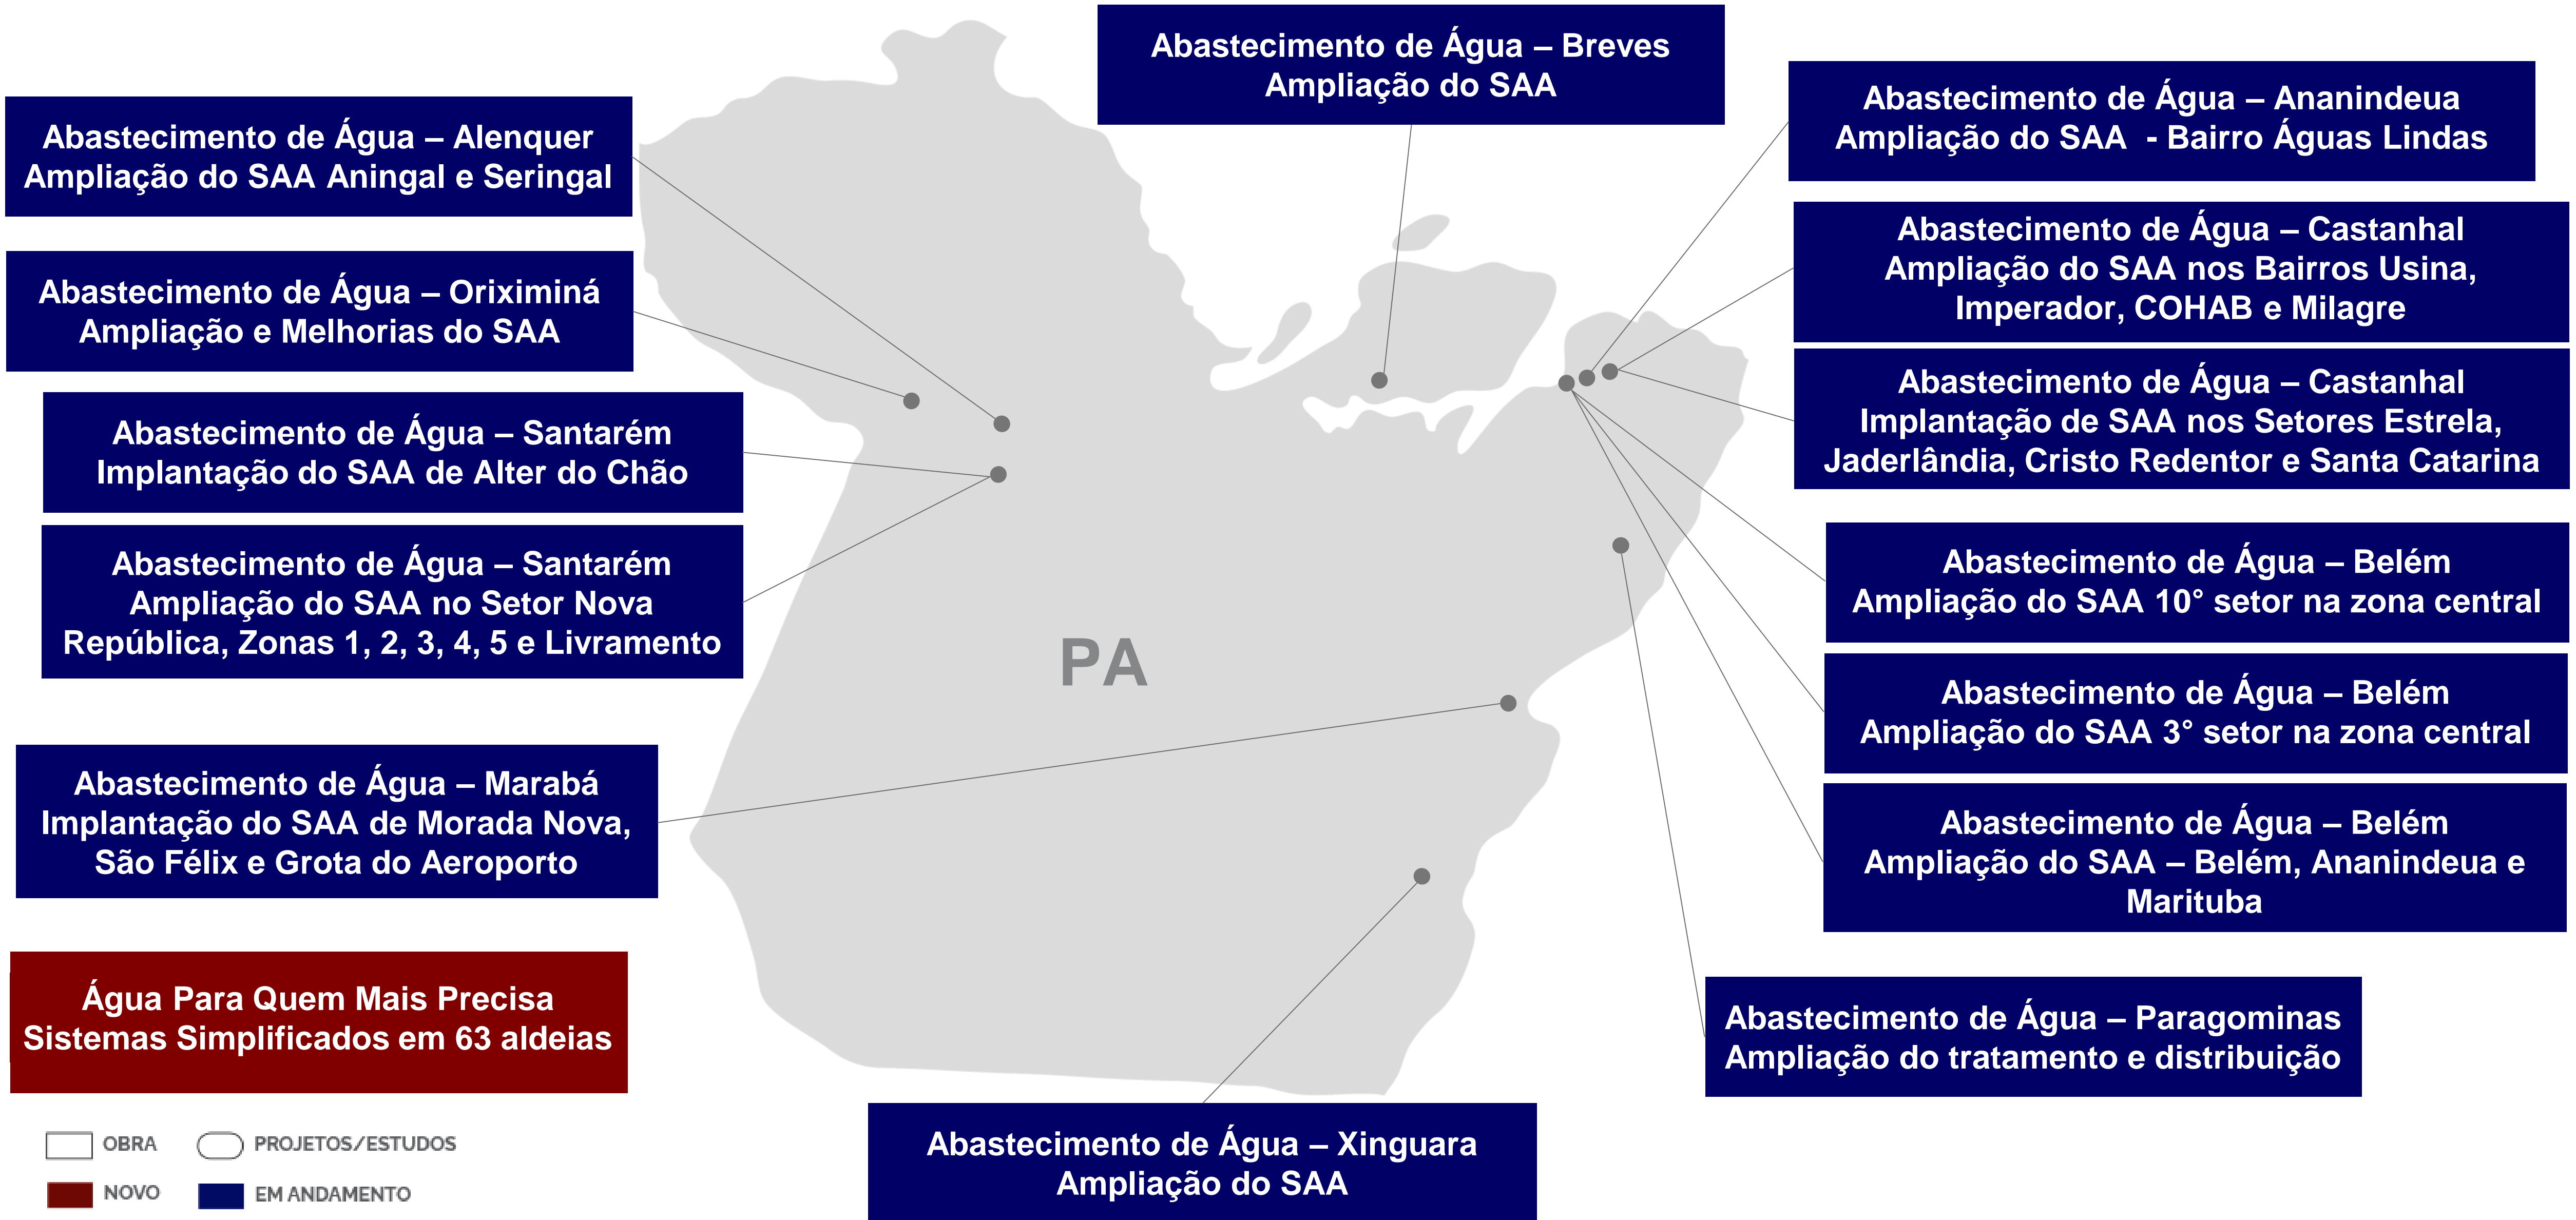 Abastecimento de Água – Breves
Ampliação do SAA
Abastecimento de Água – Alenquer
Ampliação do SAA Aningal e Seringal
Abastecimento de Água – Oriximiná
Ampliação e Melhorias do SAA
Abastecimento de Água – Santarém
Implantação do SAA de Alter do Chão
Abastecimento de Água – Santarém
Ampliação do SAA no Setor Nova
República, Zonas 1, 2, 3, 4, 5 e Livramento
Abastecimento de Água – Marabá
Implantação do SAA de Morada Nova,
São Félix e Grota do Aeroporto
Água Para Quem Mais Precisa
Sistemas Simplificados em 63 aldeias
PA
Abastecimento de Água – Ananindeua
Ampliação do SAA - Bairro Águas Lindas
Abastecimento de Água – Castanhal
Ampliação do SAA nos Bairros Usina,
Imperador, COHAB e Milagre
Abastecimento de Água – Castanhal
Implantação de SAA nos Setores Estrela,
Jaderlândia, Cristo Redentor e Santa Catarina
Abastecimento de Água – Belém
Ampliação do SAA 10° setor na zona central
Abastecimento de Água – Belém
Ampliação do SAA 3° setor na zona central
Abastecimento de Água – Belém
Ampliação do SAA – Belém, Ananindeua e
Marituba
Abastecimento de Água – Paragominas
Ampliação do tratamento e distribuição
Abastecimento de Água – Xinguara
Ampliação do SAA
OBRA PROJETOS/ESTUDOS
NOVO EM ANDAMENTO